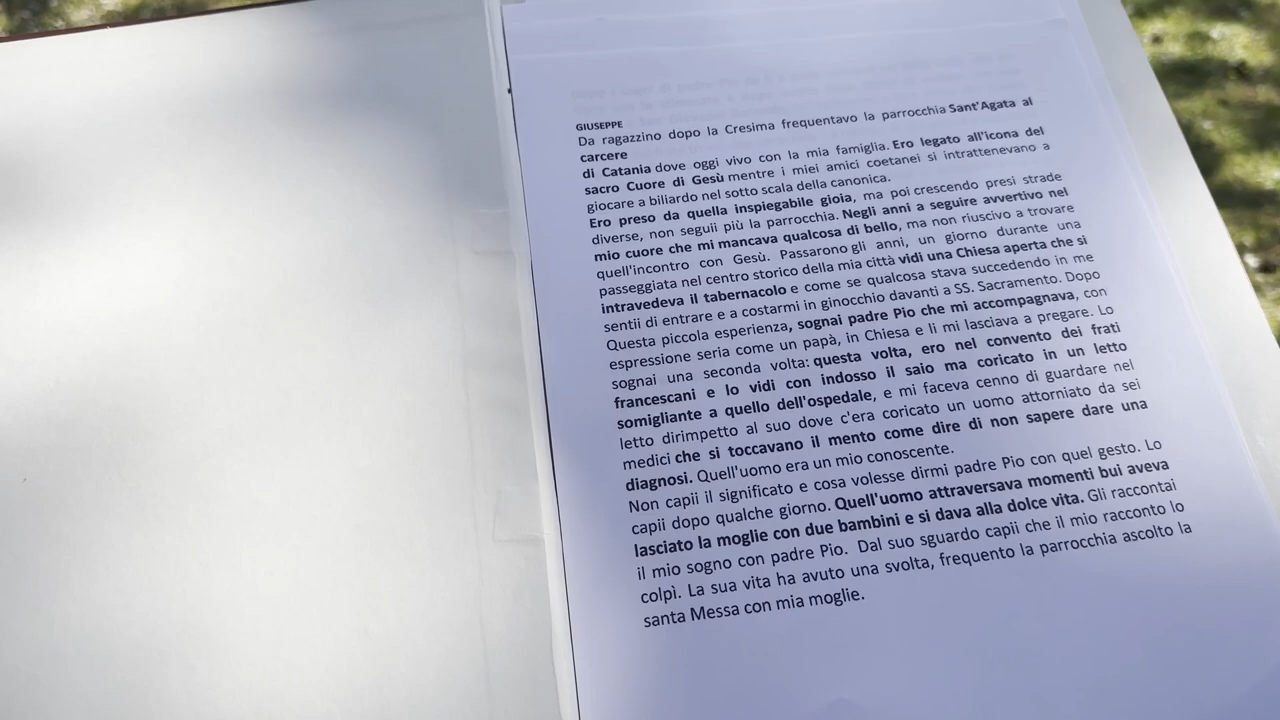 GIUSEPPE
Da ragazzino dopo la Cresima frequentavo la parrocchia Sant'Agata al
carcere
di Catania dove oggi vivo con la mia famiglia. Ero legato all'icona del
sacro Cuore di Gesù mentre i miei amici coetanei si intrattenevano a
giocare a biliardo nel sotto scala della canonica.
Ero preso da quella inspiegabile gioia, ma poi crescendo presi strade
diverse, non seguii più la parrocchia. Negli anni a seguire avvertivo nel
mio cuore che mi mancava qualcosa di bello, ma non riuscivo a trovare
quell'incontro con Gesù. Passarono gli anni, un giorno durante una
passeggiata nel centro storico della mia città vidi una Chiesa aperta che si
intravedeva il tabernacolo e come se qualcosa stava succedendo in me
sentii di entrare e a costarmi in ginocchio davanti a SS. Sacramento. Dopo
Questa piccola esperienza, sognai padre Pio che mi accompagnava, con
espressione seria come un papà, in Chiesa e li mi lasciava a pregare. Lo
sognai una seconda volta: questa volta, ero nel convento dei frati
francescani e lo vidi con indosso il saio ma coricato in un letto
somigliante a quello dell'ospedale, e mi faceva cenno di guardare nel
letto dirimpetto al suo dove c'era coricato un uomo attorniato da sei
medici che si toccavano il mento come dire di non sapere dare una
diagnosi. Quell'uomo era un mio conoscente.
Non capii il significato e cosa volesse dirmi padre Pio con quel gesto. Lo
capii dopo qualche giorno. Quell'uomo attraversava momenti bui aveva
lasciato la moglie con due bambini e si dava alla dolce vita. Gli raccontai
il mio sogno con padre Pio. Dal suo sguardo capii che il mio racconto lo
colpì. La sua vita ha avuto una svolta, frequento la parrocchia ascolto la
santa Messa con mia moglie.